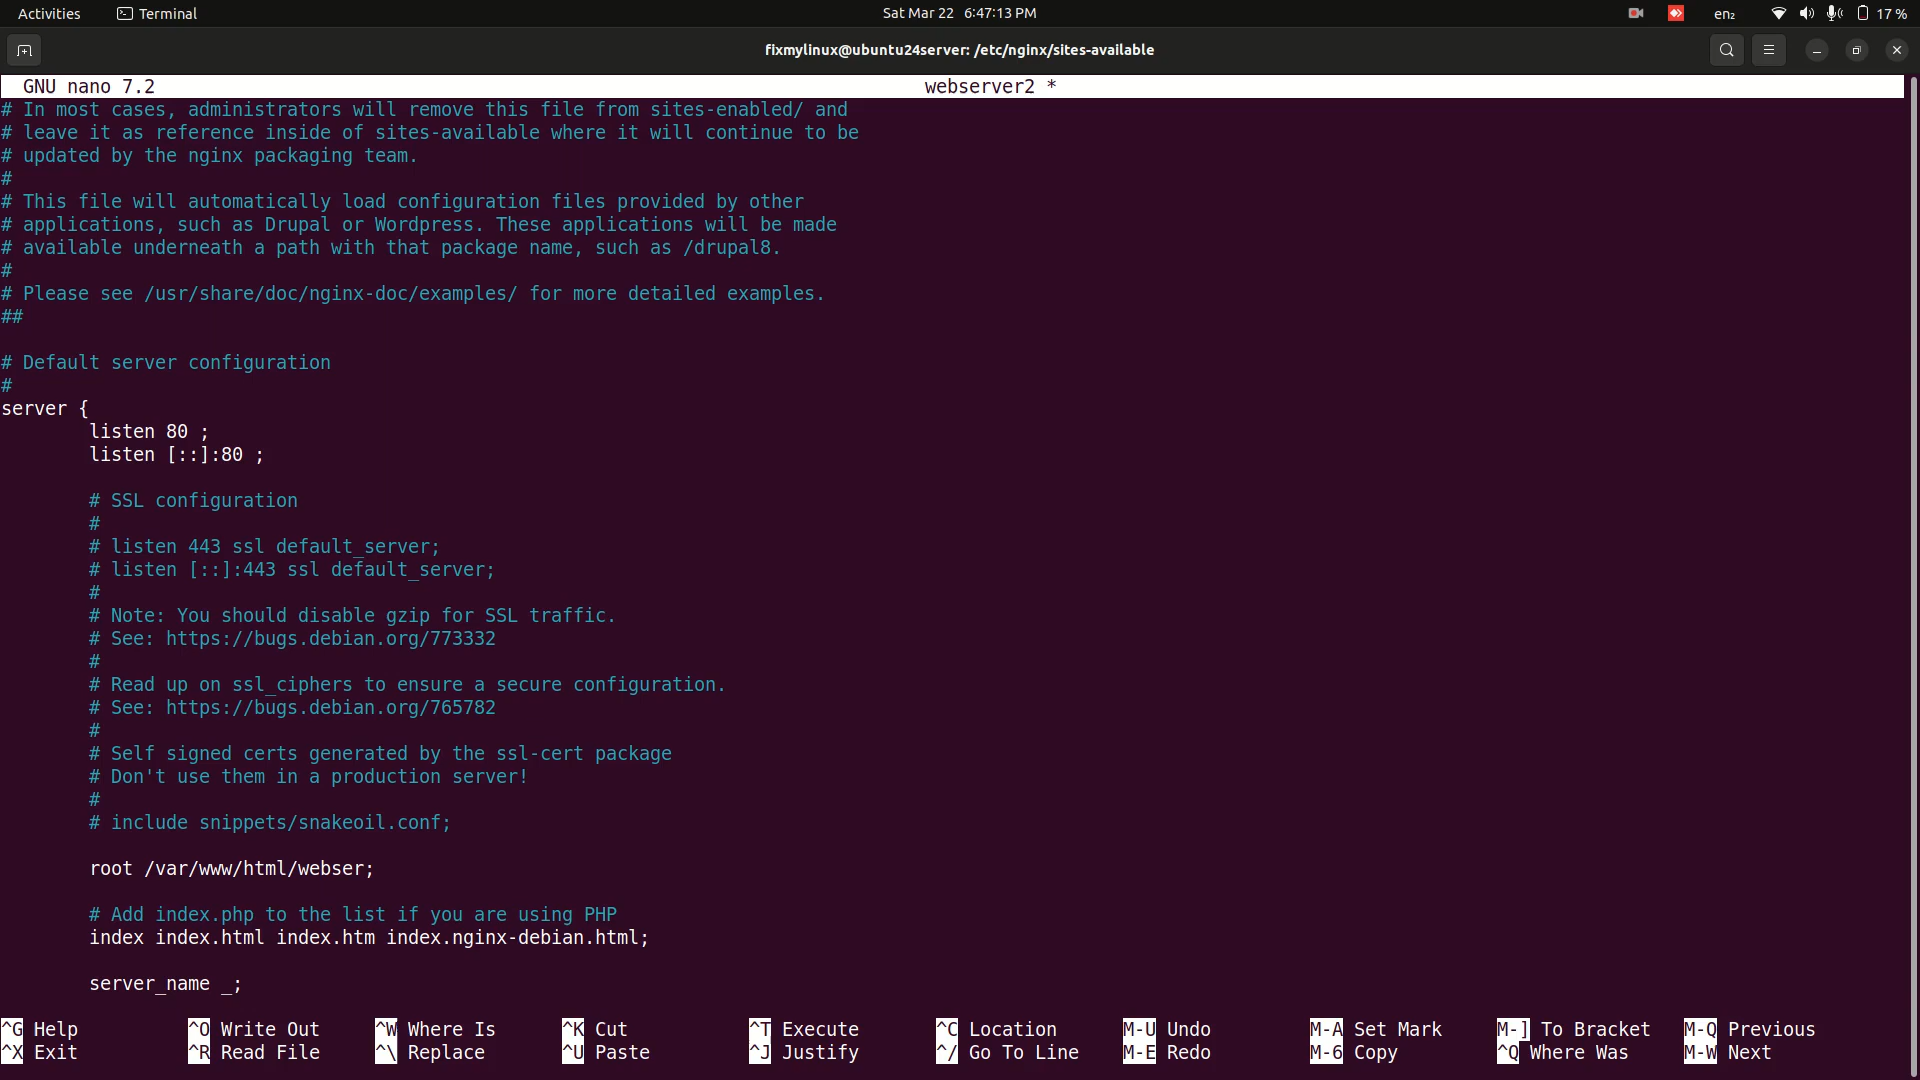 Activities Terminal Sat Mar 22 6:47:13 PM en₂ 17 %
fixmylinux@ubuntu24server: /etc/nginx/sites-available
GNU nano 7.2 webserver2 *
# In most cases, administrators will remove this file from sites-enabled/ and
# leave it as reference inside of sites-available where it will continue to be
# updated by the nginx packaging team.
#
# This file will automatically load configuration files provided by other
# applications, such as Drupal or Wordpress. These applications will be made
# available underneath a path with that package name, such as /drupal8.
#
# Please see /usr/share/doc/nginx-doc/examples/ for more detailed examples.
##
# Default server configuration
#
server {
listen 80 ;
listen [::]:80 ;
# SSL configuration
#
# listen 443 ssl default_server;
# listen [::]:443 ssl default_server;
#
# Note: You should disable gzip for SSL traffic.
# See: https://bugs.debian.org/773332
#
# Read up on ssl_ciphers to ensure a secure configuration.
# See: https://bugs.debian.org/765782
#
# Self signed certs generated by the ssl-cert package
# Don't use them in a production server!
#
# include snippets/snakeoil.conf;
root /var/www/html/webser;
# Add index.php to the list if you are using PHP
index index.html index.htm index.nginx-debian.html;
server_name _;
^G Help ^O Write Out ^W Where Is ^K Cut ^T Execute ^C Location M-U Undo M-A Set Mark M-] To Bracket M-Q Previous
^X Exit ^R Read File ^\ Replace ^U Paste ^J Justify ^/ Go To Line M-E Redo M-6 Copy ^Q Where Was M-W Next